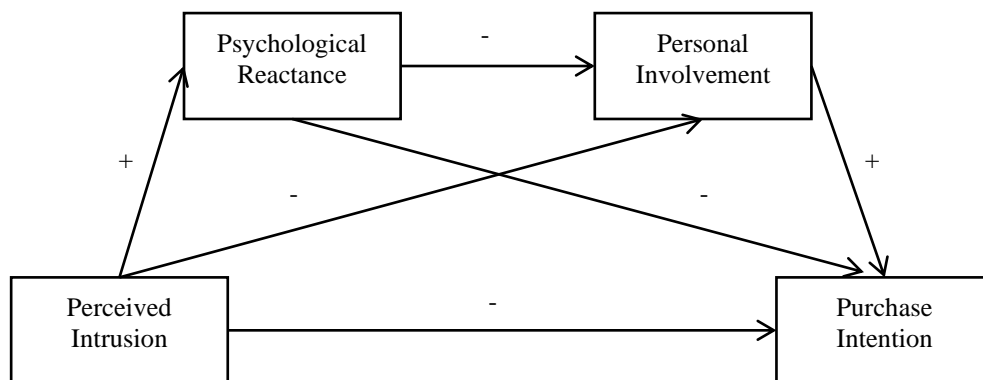 Psychological
Reactance
-
Personal
Involvement
+
-
-
+
Perceived
Intrusion
-
Purchase
Intention